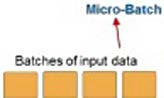 Micro-Batch
Batches of input data